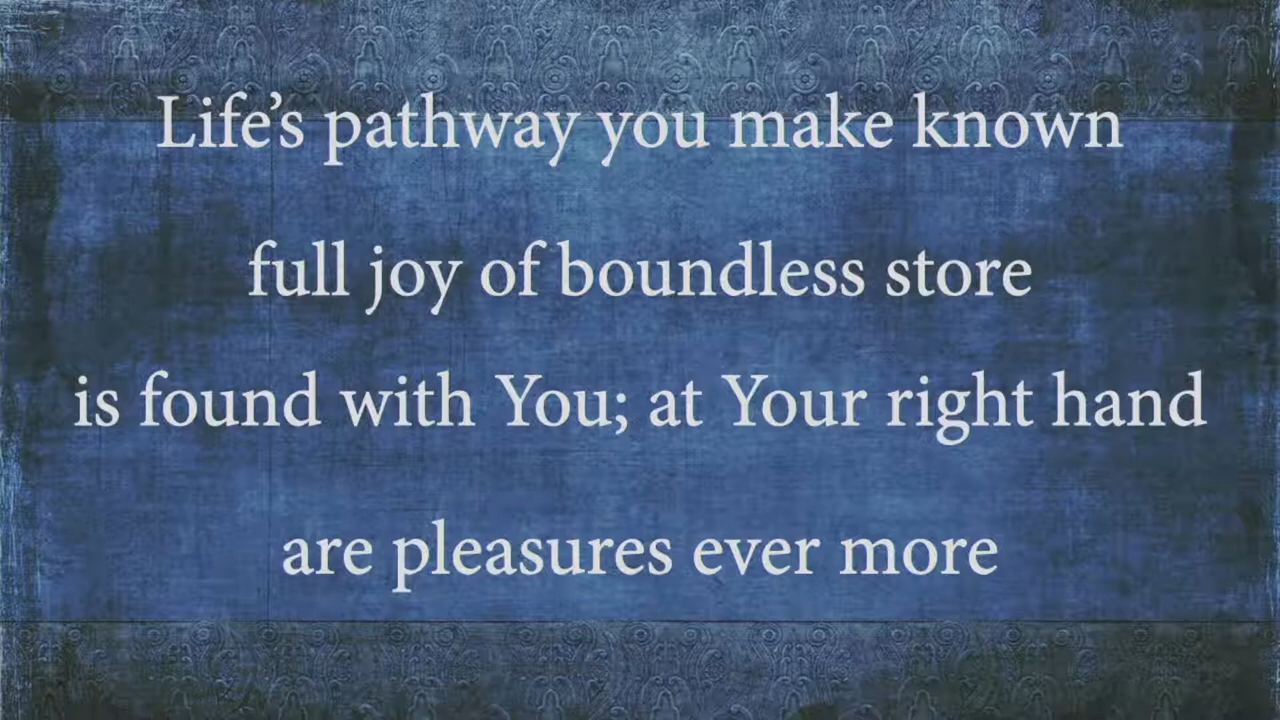 Life’s pathway you make known
full joy of boundless store
is found with You; at Your right hand
are pleasures ever more